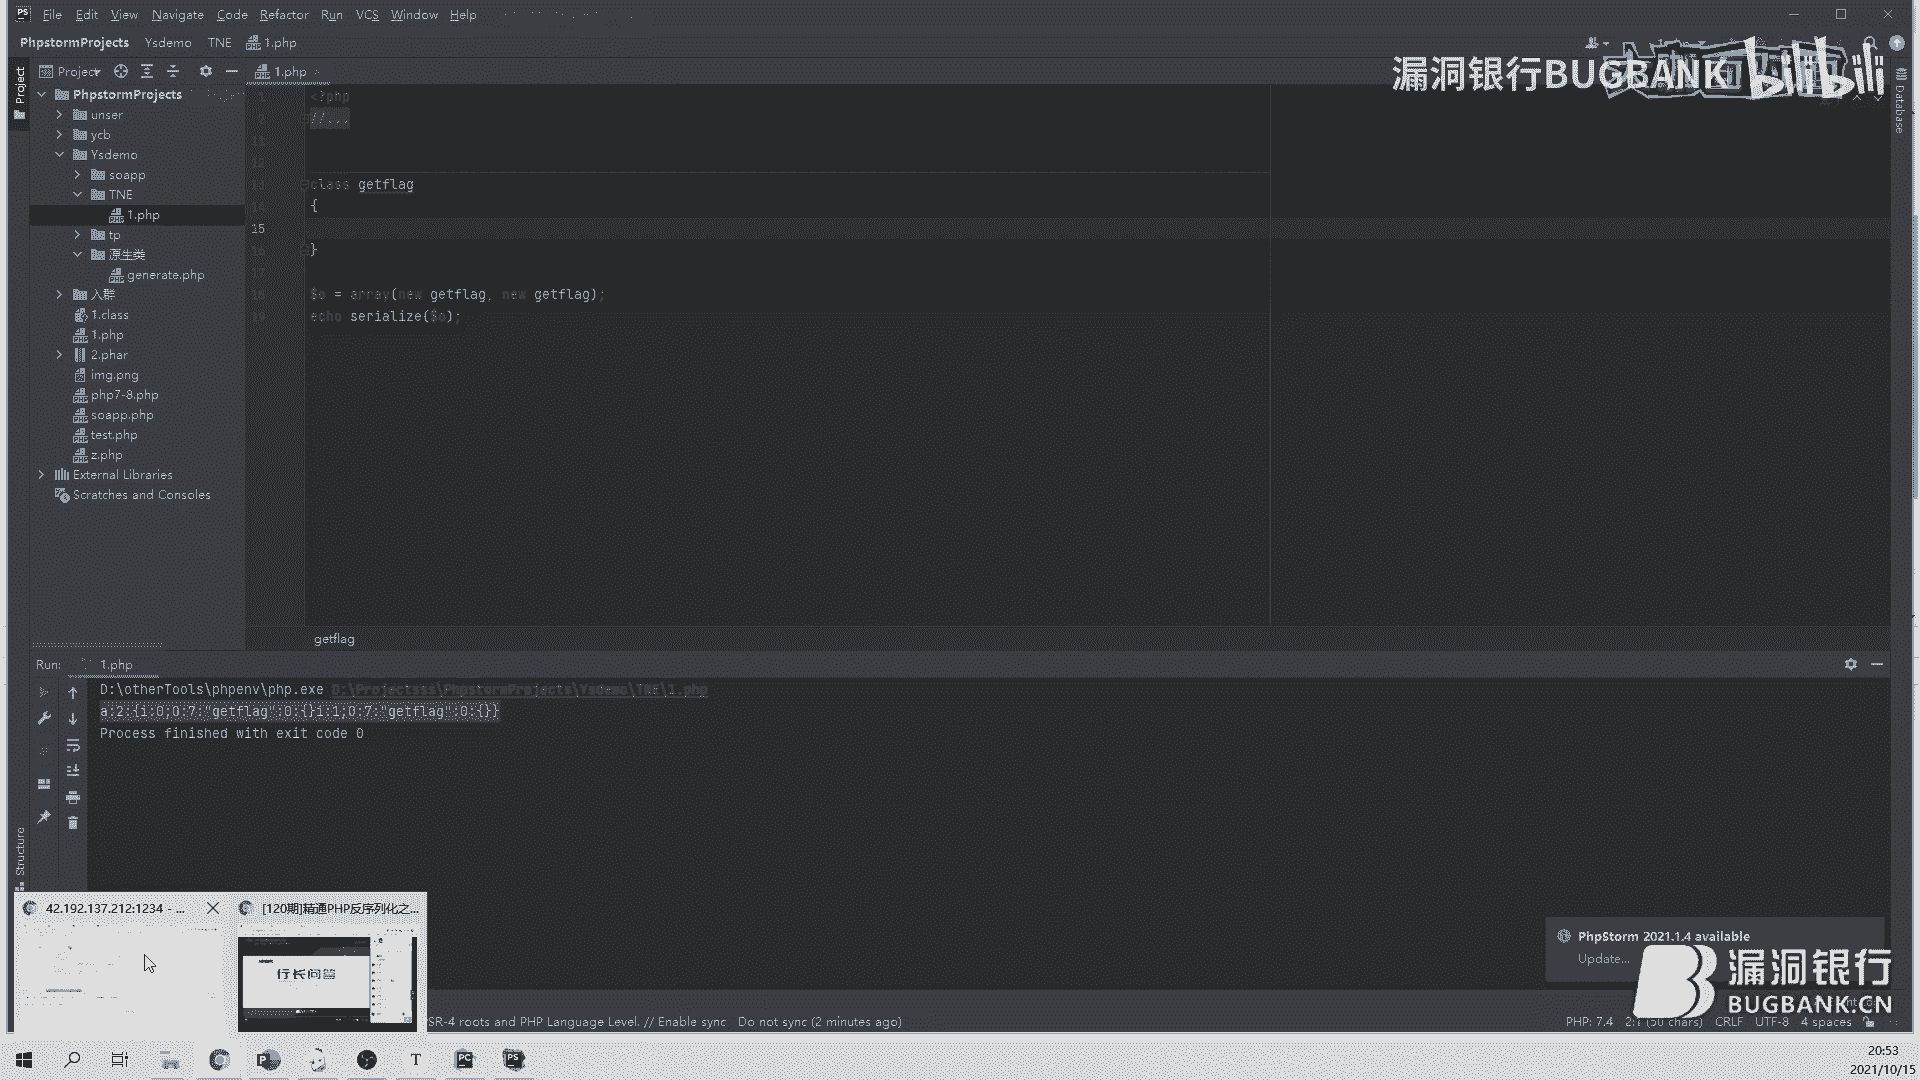 File Edit View Navigate Code Refactor Run VCS Window Help
PhpstormProjects Ysdemo TNE 1.php
漏洞银行BUGBANK bilibili
Project
Project
1.php
Database
PhpstormProjects
unser
ycb
Ysdemo
soapp
TNE
1.php
tp
原生类
generate.php
入群
1.class
1.php
2.phar
img.png
php7-8.php
soapp.php
test.php
z.php
External Libraries
Scratches and Consoles
1 <?php
2 //...
11
12
13 class getflag
14 {
15
16 }
17
18 $o = array(new getflag, new getflag);
19 echo serialize($o);
getflag
Run: 1.php
D:\otherTools\phpenv\php.exe D:\Projectsss\PhpstormProjects\Ysdemo\TNE\1.php
a:2:{i:0;O:7:"getflag":0:{}i:1;O:7:"getflag":0:{}}
Process finished with exit code 0
Structure
42.192.137.212:1234 - ...
[120期]精通PHP反序列化之...
行长问答
PhpStorm 2021.1.4 available
Update...
漏洞银行
BUGBANK.CN
SR-4 roots and PHP Language Level. // Enable sync Do not sync (2 minutes ago)
PHP: 7.4 2:1 (50 chars) CRLF UTF-8 4 spaces
20:53
2021/10/15